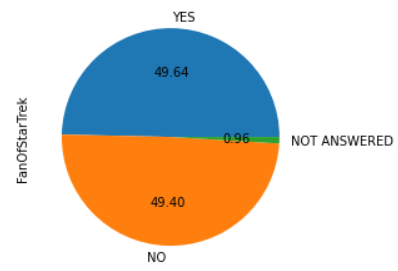 YES
49.64
FanOfStarTrek
0.96
NOT ANSWERED
49.40
NO